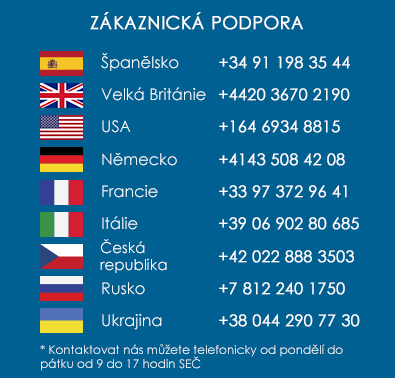 ZÁKAZNICKÁ PODPORA
Španělsko +34 91 198 35 44
Velká Británie +4420 3670 2190
USA +164 6934 8815
Německo +4143 508 42 08
Francie +33 97 372 96 41
Itálie +39 06 902 80 685
Česká
republika +42 022 888 3503
Rusko +7 812 240 1750
Ukrajina +38 044 290 77 30
* Kontaktovat nás můžete telefonicky od pondělí do
pátku od 9 do 17 hodin SEČ